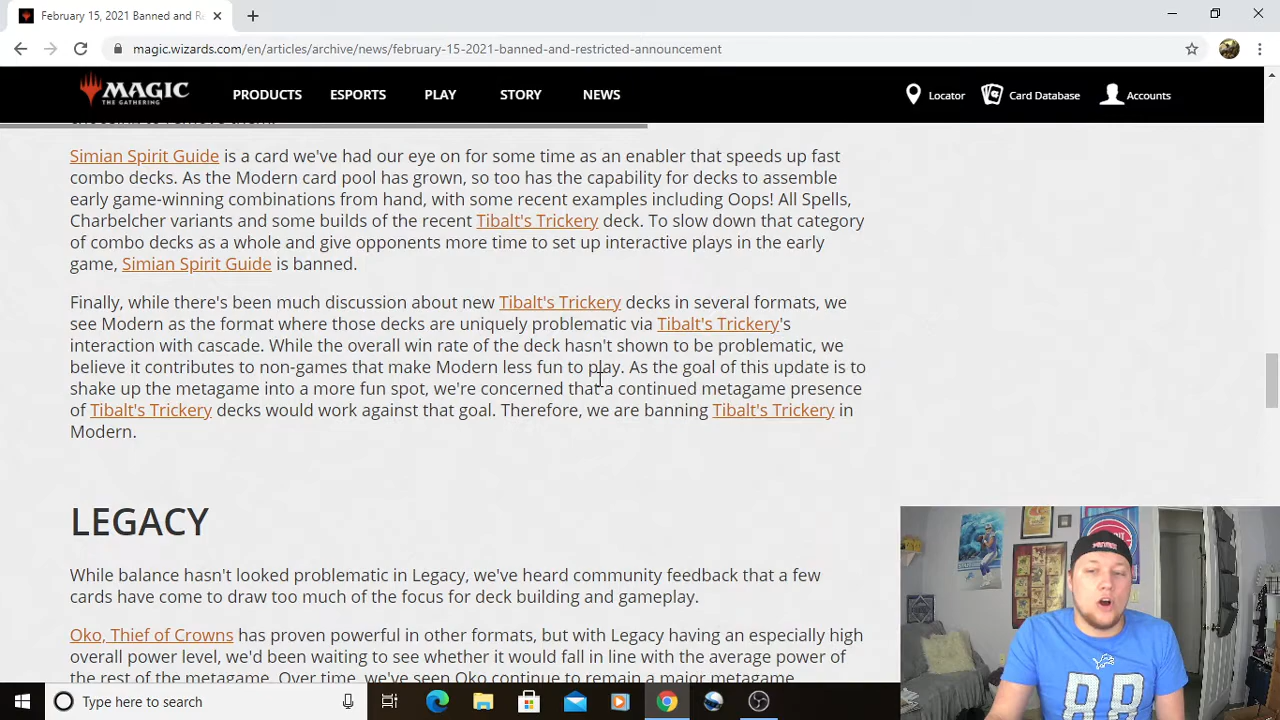 February 15, 2021 Banned and Re
magic.wizards.com/en/articles/archive/news/february-15-2021-banned-and-restricted-announcement
MAGIC
THE GATHERING
PRODUCTS ESPORTS PLAY STORY NEWS
Locator Card Database Accounts
Simian Spirit Guide is a card we've had our eye on for some time as an enabler that speeds up fast
combo decks. As the Modern card pool has grown, so too has the capability for decks to assemble
early game-winning combinations from hand, with some recent examples including Oops! All Spells,
Charbelcher variants and some builds of the recent Tibalt's Trickery deck. To slow down that category
of combo decks as a whole and give opponents more time to set up interactive plays in the early
game, Simian Spirit Guide is banned.
Finally, while there's been much discussion about new Tibalt's Trickery decks in several formats, we
see Modern as the format where those decks are uniquely problematic via Tibalt's Trickery's
interaction with cascade. While the overall win rate of the deck hasn't shown to be problematic, we
believe it contributes to non-games that make Modern less fun to play. As the goal of this update is to
shake up the metagame into a more fun spot, we're concerned that a continued metagame presence
of Tibalt's Trickery decks would work against that goal. Therefore, we are banning Tibalt's Trickery in
Modern.
LEGACY
While balance hasn't looked problematic in Legacy, we've heard community feedback that a few
cards have come to draw too much of the focus for deck building and gameplay.
Oko, Thief of Crowns has proven powerful in other formats, but with Legacy having an especially high
overall power level, we'd been waiting to see whether it would fall in line with the average power of
the rest of the metagame. Over time, we've seen Oko continue to remain a major metagame
88
Type here to search